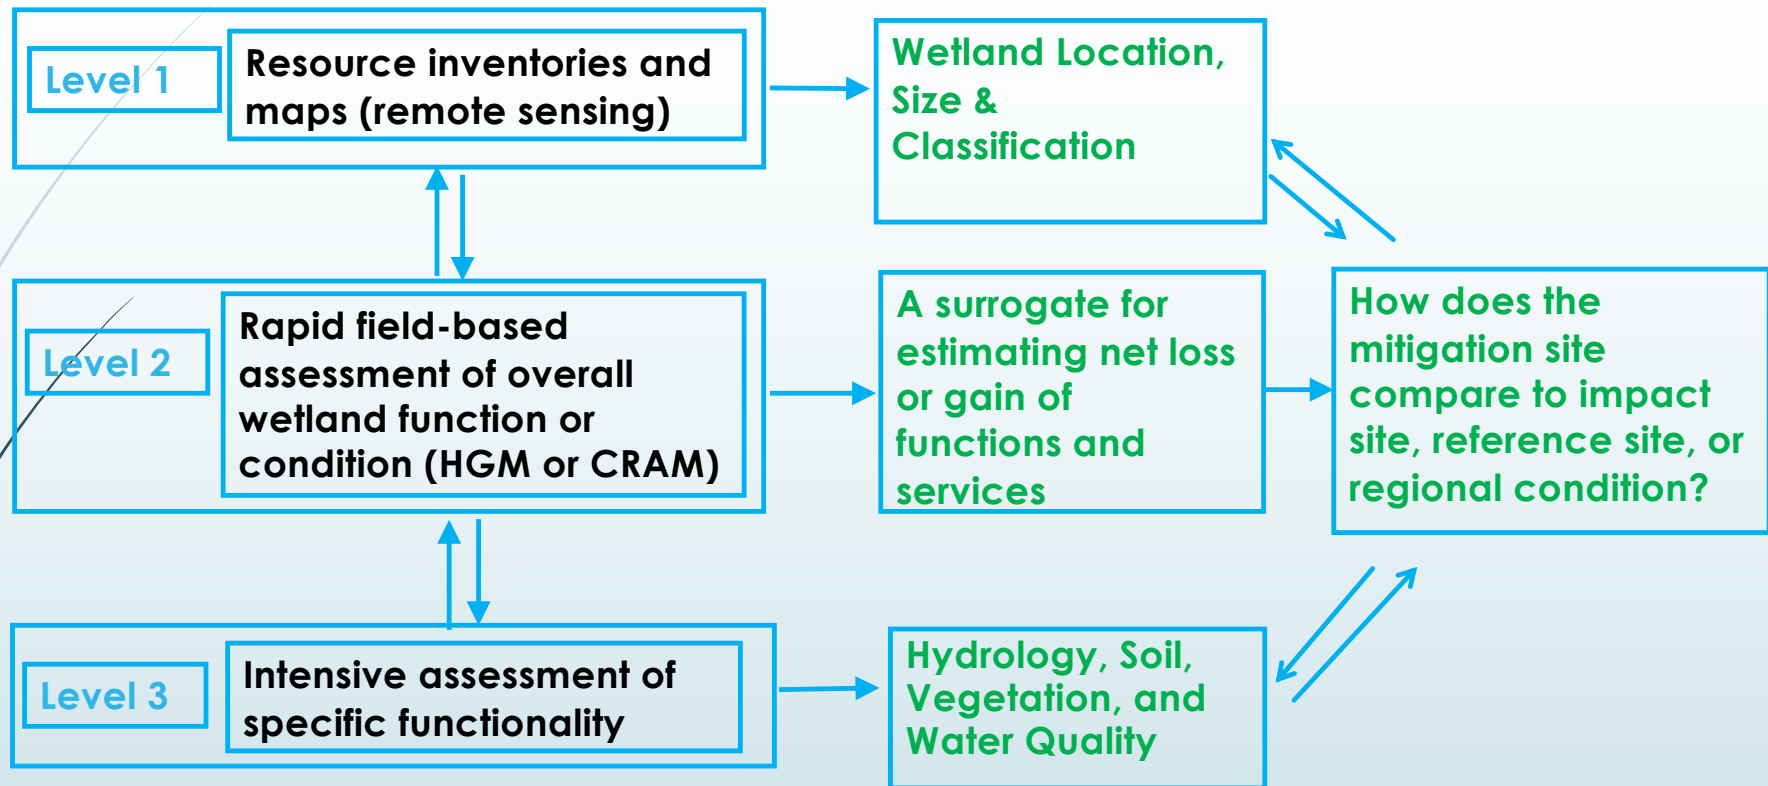 Level 1
Resource inventories and
maps (remote sensing)
Wetland Location,
Size &
Classification
Level 2
Rapid field-based
assessment of overall
wetland function or
condition (HGM or CRAM)
A surrogate for
estimating net loss
or gain of
functions and
services
How does the
mitigation site
compare to impact
site, reference site, or
regional condition?
Level 3
Intensive assessment of
specific functionality
Hydrology, Soil,
Vegetation, and
Water Quality